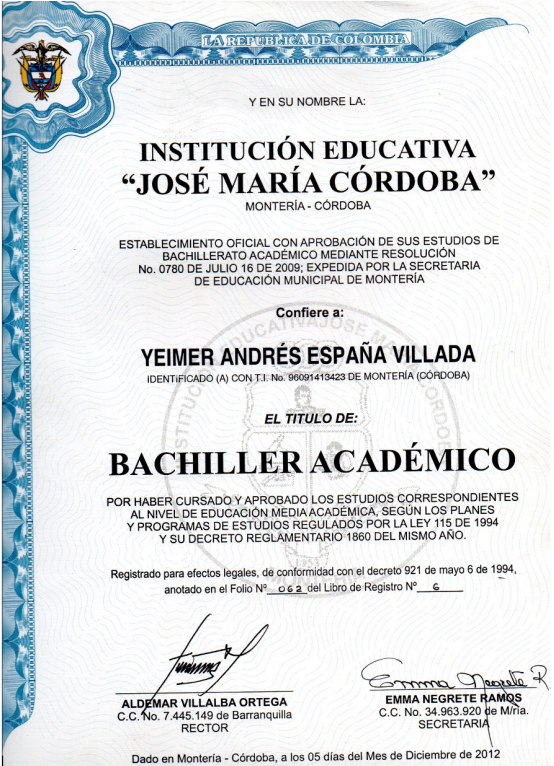 LA REPUBLICA DE COLOMBIA
Y EN SU NOMBRE LA:
INSTITUCIÓN EDUCATIVA
“JOSÉ MARÍA CÓRDOBA”
MONTERÍA - CÓRDOBA
ESTABLECIMIENTO OFICIAL CON APROBACIÓN DE SUS ESTUDIOS DE
BACHILLERATO ACADÉMICO MEDIANTE RESOLUCIÓN
No. 0780 DE JULIO 16 DE 2009; EXPEDIDA POR LA SECRETARIA
DE EDUCACIÓN MUNICIPAL DE MONTERÍA
Confiere a:
YEIMER ANDRÉS ESPAÑA VILLADA
IDENTIFICADO (A) CON T.I. No. 96091413423 DE MONTERÍA (CÓRDOBA)
EL TITULO DE:
BACHILLER ACADÉMICO
POR HABER CURSADO Y APROBADO LOS ESTUDIOS CORRESPONDIENTES
AL NIVEL DE EDUCACIÓN MEDIA ACADÉMICA, SEGÚN LOS PLANES
Y PROGRAMAS DE ESTUDIOS REGULADOS POR LA LEY 115 DE 1994
Y SU DECRETO REGLAMENTARIO 1860 DEL MISMO AÑO.
Registrado para efectos legales, de conformidad con el decreto 921 de mayo 6 de 1994,
anotado en el Folio Nº 062 del Libro de Registro Nº 6
Emma Negrete R
ALDEMAR VILLALBA ORTEGA
C.C. No. 7.445.149 de Barranquilla
RECTOR
EMMA NEGRETE RAMOS
C.C. No. 34.963.920 de M/ria.
SECRETARIA
Dado en Montería - Córdoba, a los 05 días del Mes de Diciembre de 2012